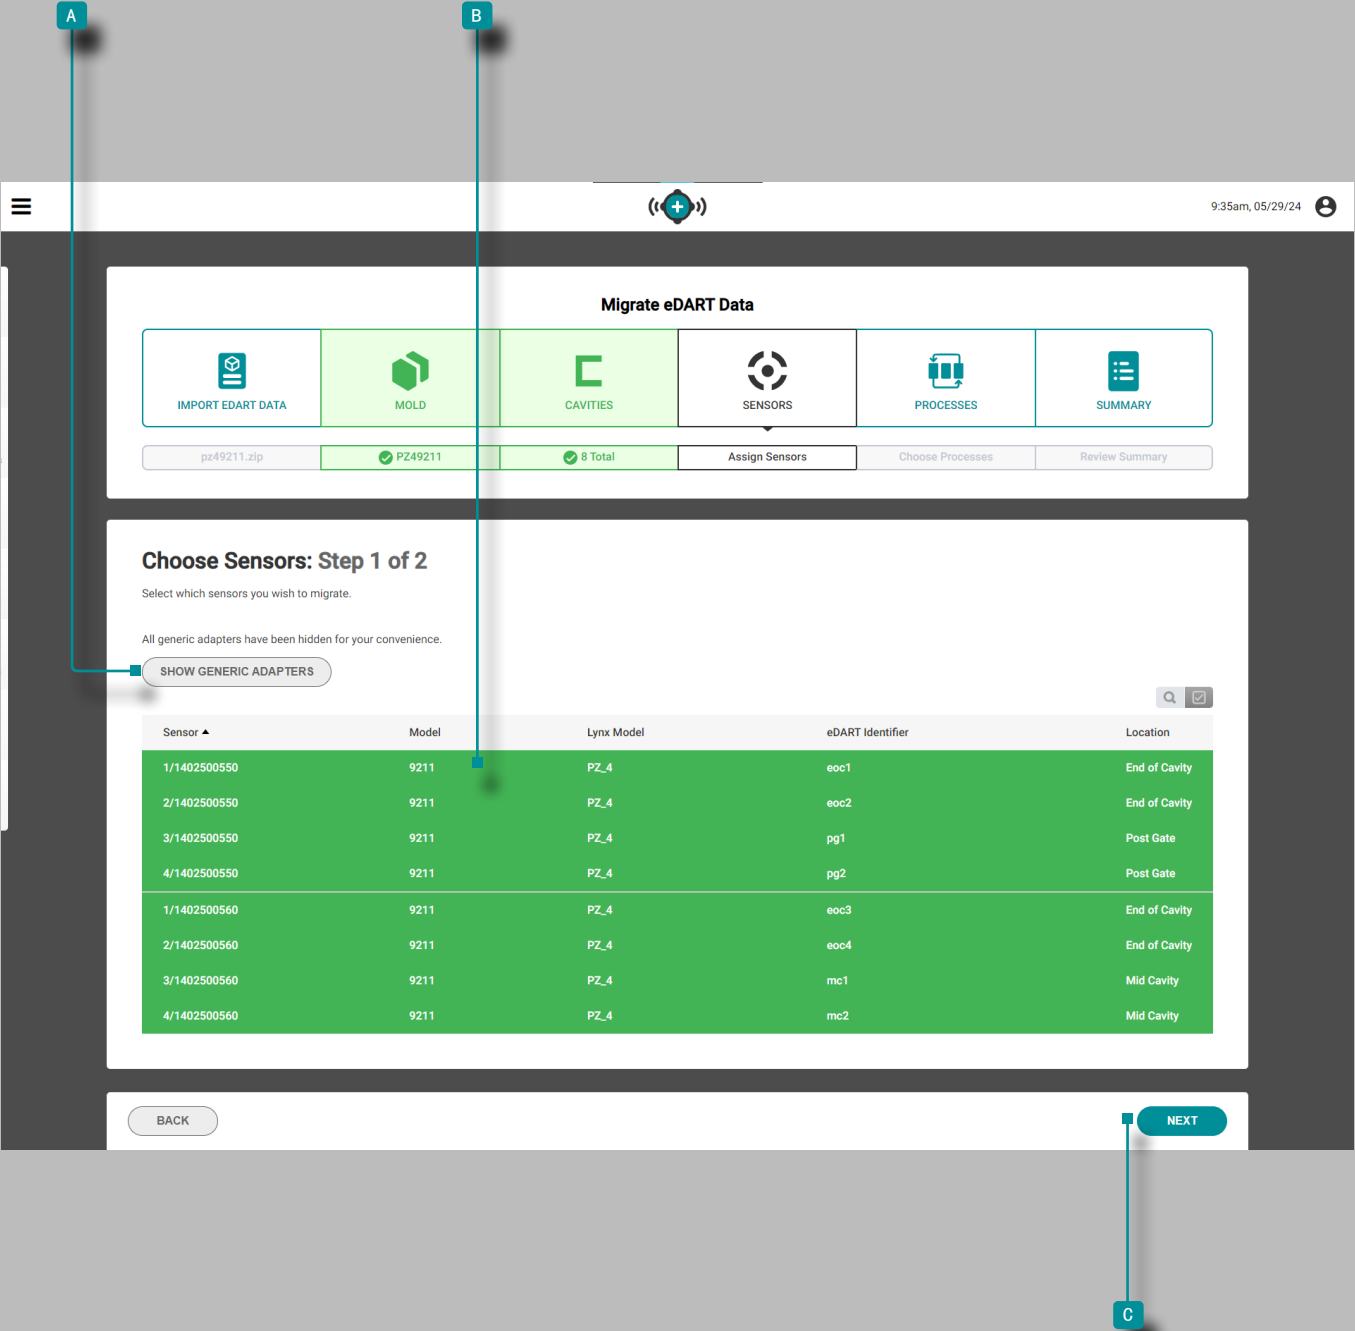 A
B
9:35am, 05/29/24
Migrate eDART Data
IMPORT EDART DATA
MOLD
CAVITIES
SENSORS
PROCESSES
SUMMARY
pz49211.zip
PZ49211
8 Total
Assign Sensors
Choose Processes
Review Summary
Choose Sensors: Step 1 of 2
Select which sensors you wish to migrate.
All generic adapters have been hidden for your convenience.
SHOW GENERIC ADAPTERS
Sensor Model Lynx Model eDART Identifier Location
1/1402500550 9211 PZ_4 eoc1 End of Cavity
2/1402500550 9211 PZ_4 eoc2 End of Cavity
3/1402500550 9211 PZ_4 pg1 Post Gate
4/1402500550 9211 PZ_4 pg2 Post Gate
1/1402500560 9211 PZ_4 eoc3 End of Cavity
2/1402500560 9211 PZ_4 eoc4 End of Cavity
3/1402500560 9211 PZ_4 mc1 Mid Cavity
4/1402500560 9211 PZ_4 mc2 Mid Cavity
BACK
NEXT
C